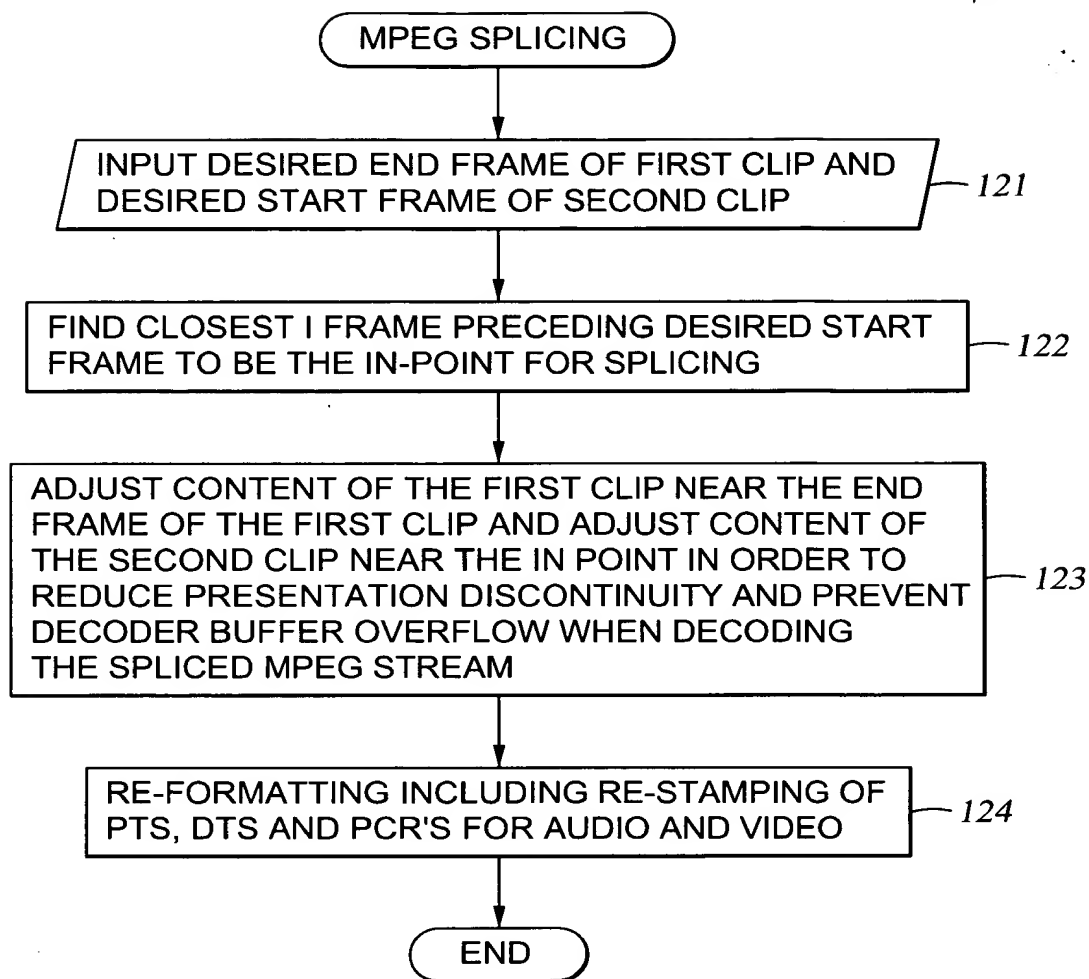 MPEG SPLICING
INPUT DESIRED END FRAME OF FIRST CLIP AND
DESIRED START FRAME OF SECOND CLIP
121
FIND CLOSEST I FRAME PRECEDING DESIRED START
FRAME TO BE THE IN-POINT FOR SPLICING
122
ADJUST CONTENT OF THE FIRST CLIP NEAR THE END
FRAME OF THE FIRST CLIP AND ADJUST CONTENT OF
THE SECOND CLIP NEAR THE IN POINT IN ORDER TO
REDUCE PRESENTATION DISCONTINUITY AND PREVENT
DECODER BUFFER OVERFLOW WHEN DECODING
THE SPLICED MPEG STREAM
123
RE-FORMATTING INCLUDING RE-STAMPING OF
PTS, DTS AND PCR'S FOR AUDIO AND VIDEO
124
END